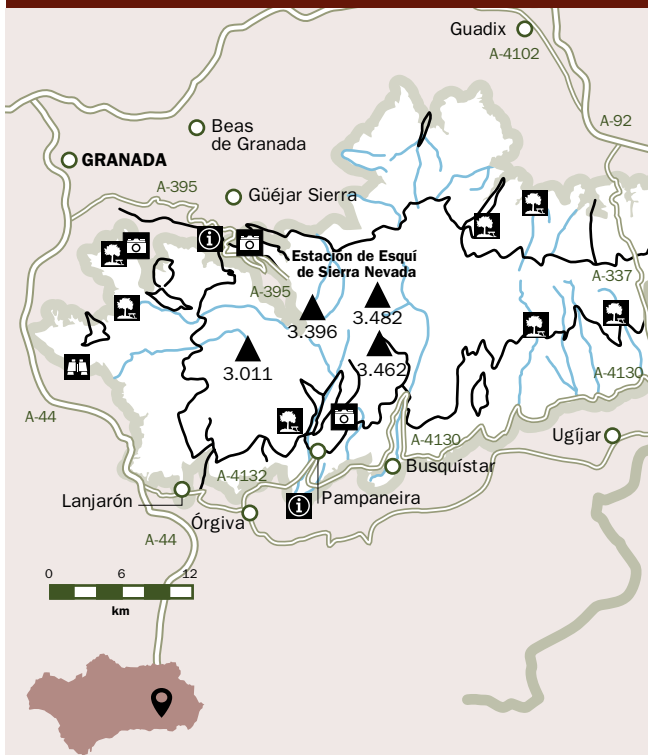 Guadix
A-4102
A-92
Beas
de Granada
GRANADA
A-395
Güéjar Sierra
Estación de Esquí
de Sierra Nevada
A-337
A-395
3.482
3.396
3.011
3.462
A-4130
A-44
A-4130
Ugíjar
A-4132
Busquístar
Lanjarón
Pampaneira
Órgiva
A-44
0 6 12
km